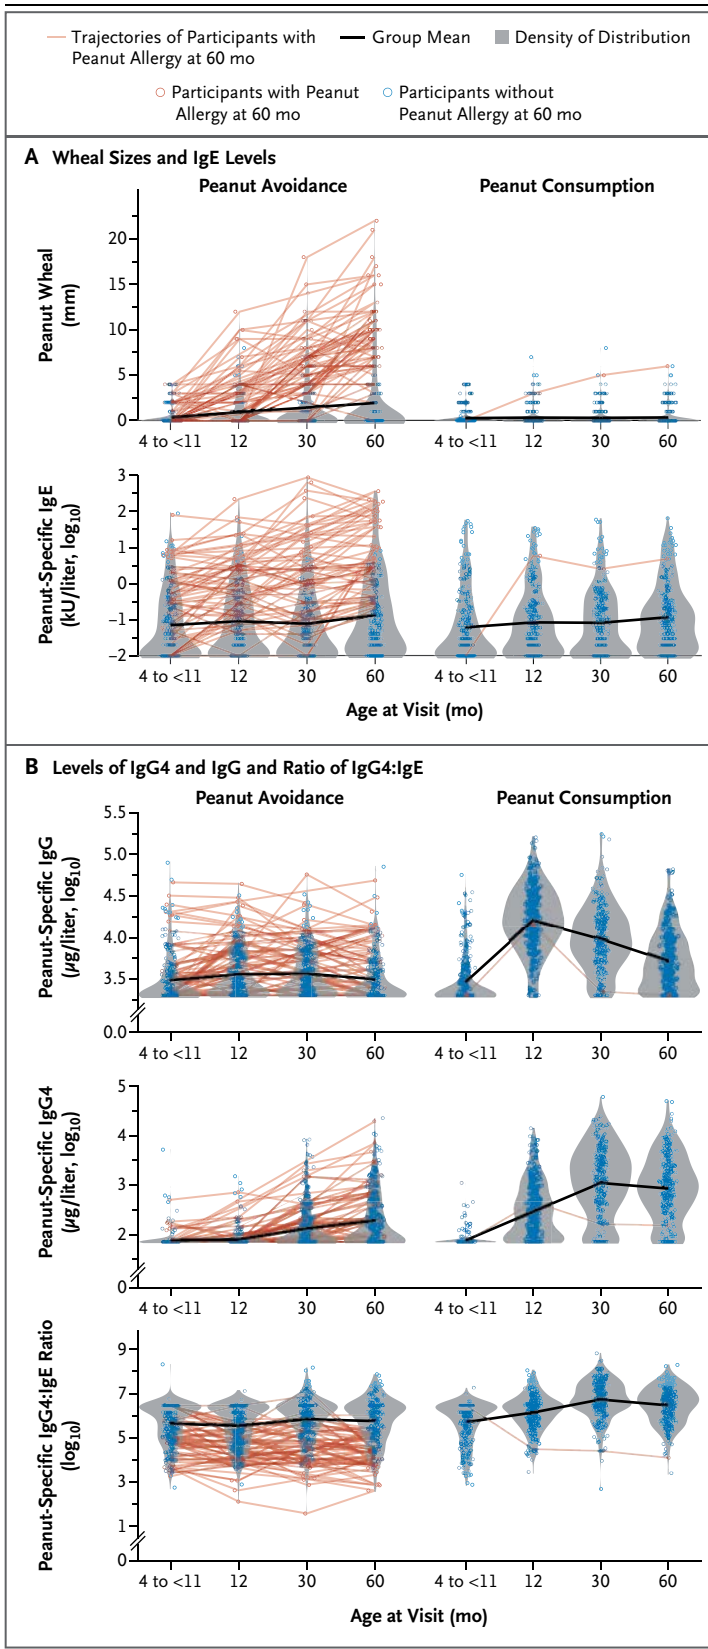 Trajectories of Participants with
Peanut Allergy at 60 mo
Group Mean
Density of Distribution
Participants with Peanut
Allergy at 60 mo
Participants without
Peanut Allergy at 60 mo
A Wheal Sizes and IgE Levels
Peanut Avoidance
Peanut Consumption
Peanut Wheal
(mm)
20
15
10
5
0
4 to <11 12 30 60
4 to <11 12 30 60
Peanut-Specific IgE
(kU/liter, log10)
3
2
1
0
−1
−2
4 to <11 12 30 60
4 to <11 12 30 60
Age at Visit (mo)
B Levels of IgG4 and IgG and Ratio of IgG4:IgE
Peanut Avoidance
Peanut Consumption
Peanut-Specific IgG
(µg/liter, log10)
5.5
5.0
4.5
4.0
3.5
0.0
4 to <11 12 30 60
4 to <11 12 30 60
Peanut-Specific IgG4
(µg/liter, log10)
5
4
3
2
0
4 to <11 12 30 60
4 to <11 12 30 60
Peanut-Specific IgG4:IgE Ratio
(log10)
9
7
5
3
1
0
4 to <11 12 30 60
4 to <11 12 30 60
Age at Visit (mo)